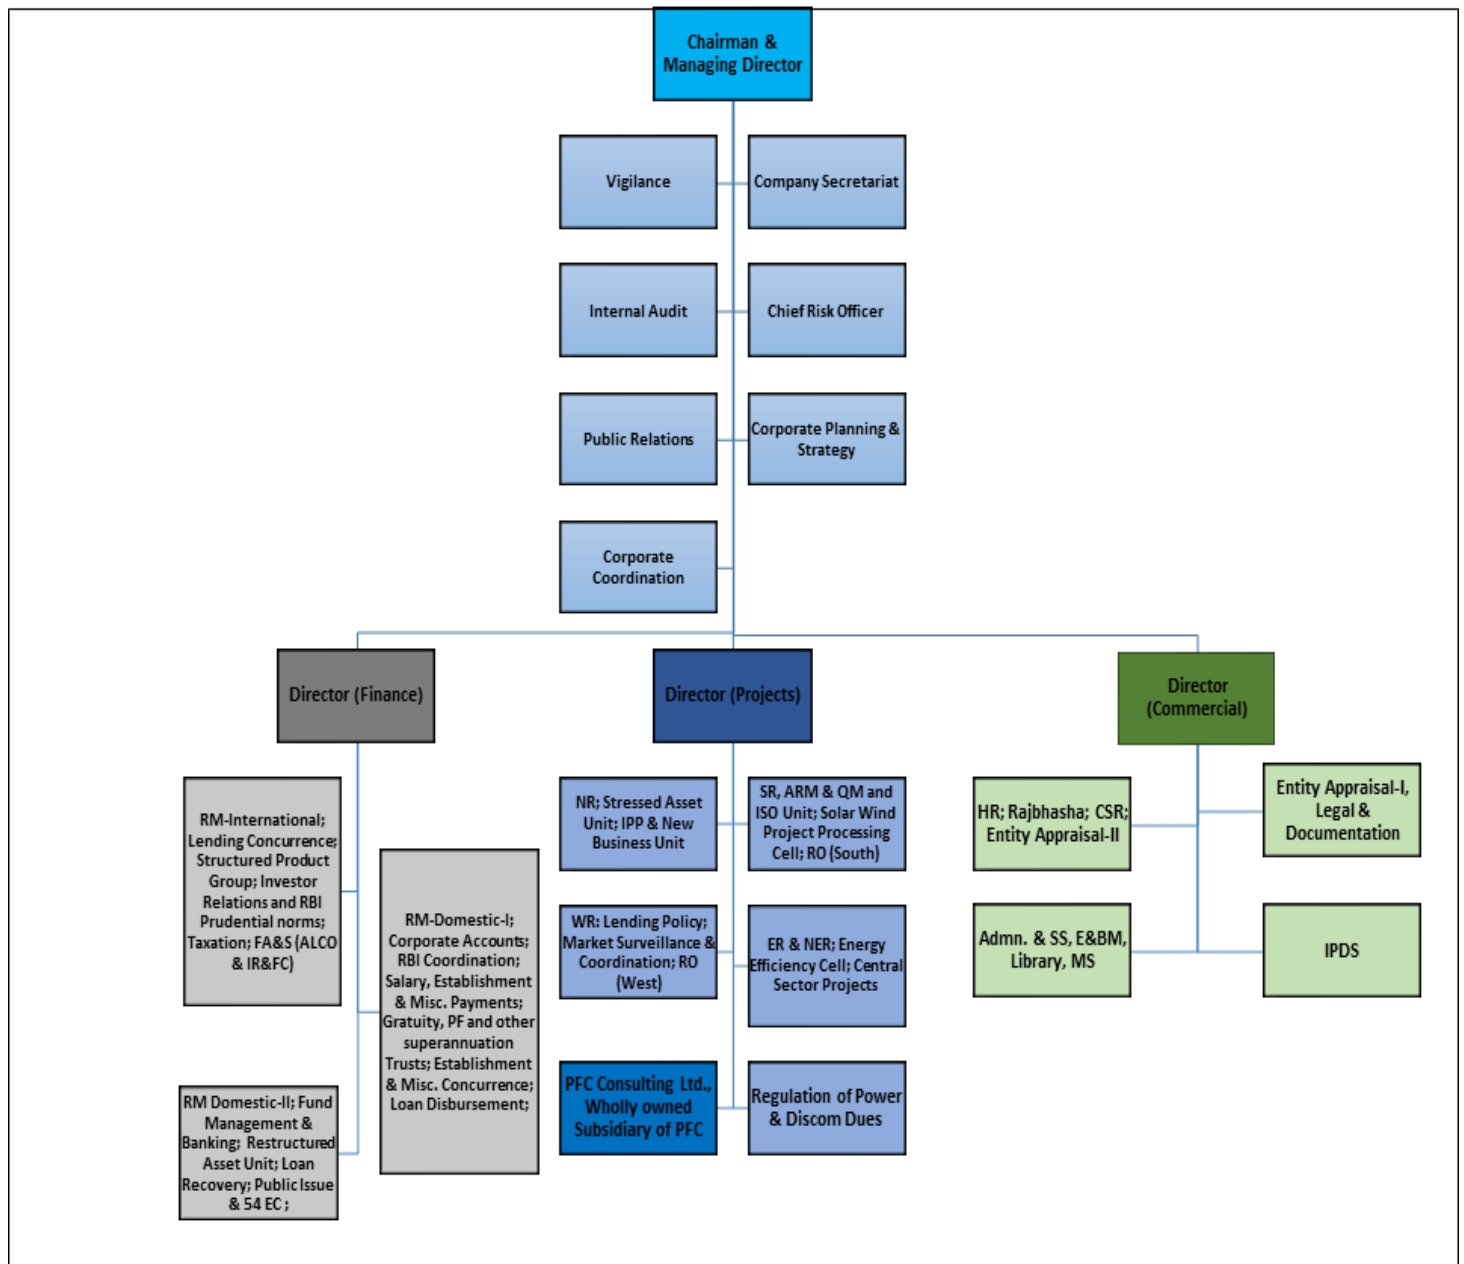 Chairman &
Managing Director
Vigilance
Company Secretariat
Internal Audit
Chief Risk Officer
Public Relations
Corporate Planning &
Strategy
Corporate
Coordination
Director (Finance)
Director (Projects)
Director
(Commercial)
RM-International;
Lending Concurrence;
Structured Product
Group; Investor
Relations and RBI
Prudential norms;
Taxation; FA&S (ALCO
& IR&FC)
RM-Domestic-I;
Corporate Accounts;
RBI Coordination;
Salary, Establishment
& Misc. Payments;
Gratuity, PF and other
superannuation
Trusts; Establishment
& Misc. Concurrence;
Loan Disbursement;
RM Domestic-II; Fund
Management &
Banking; Restructured
Asset Unit; Loan
Recovery; Public Issue
& 54 EC ;
NR; Stressed Asset
Unit; IPP & New
Business Unit
SR, ARM & QM and
ISO Unit; Solar Wind
Project Processing
Cell; RO (South)
WR: Lending Policy;
Market Surveillance &
Coordination; RO
(West)
ER & NER; Energy
Efficiency Cell; Central
Sector Projects
PFC Consulting Ltd.,
Wholly owned
Subsidiary of PFC
Regulation of Power
& Discom Dues
HR; Rajbhasha; CSR;
Entity Appraisal-II
Entity Appraisal-I,
Legal &
Documentation
Admn. & SS, E&BM,
Library, MS
IPDS